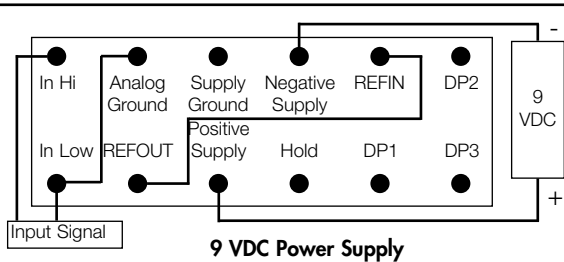 -
In Hi Analog Supply Negative REFIN DP2
Ground Ground Supply
9
VDC
Positive
In Low REFOUT Supply Hold DP1 DP3
+
Input Signal
9 VDC Power Supply